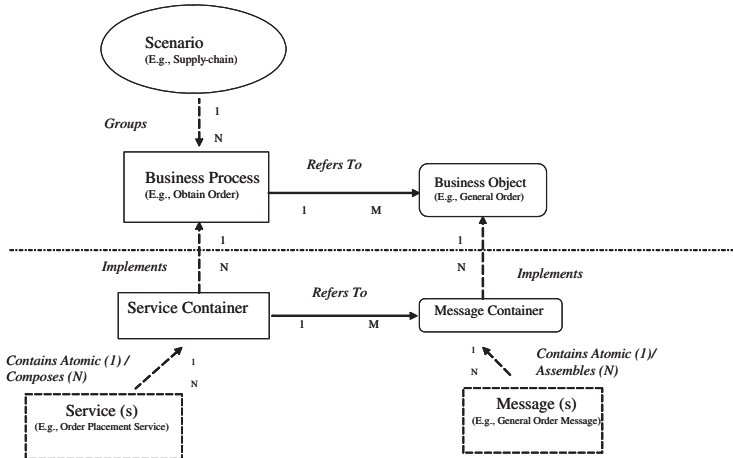 Scenario
(E.g., Supply-chain)
1
Groups
N
Business Process
(E.g., Obtain Order)
Refers To
1 M
Business Object
(E.g., General Order)
1
Implements
N
1
N
Implements
Service Container
Refers To
1 M
Message Container
Contains Atomic (1) /
Composes (N)
1
N
1
N
Contains Atomic (1)/
Assembles (N)
Service (s)
(E.g., Order Placement Service)
Message (s)
(E.g., General Order Message)